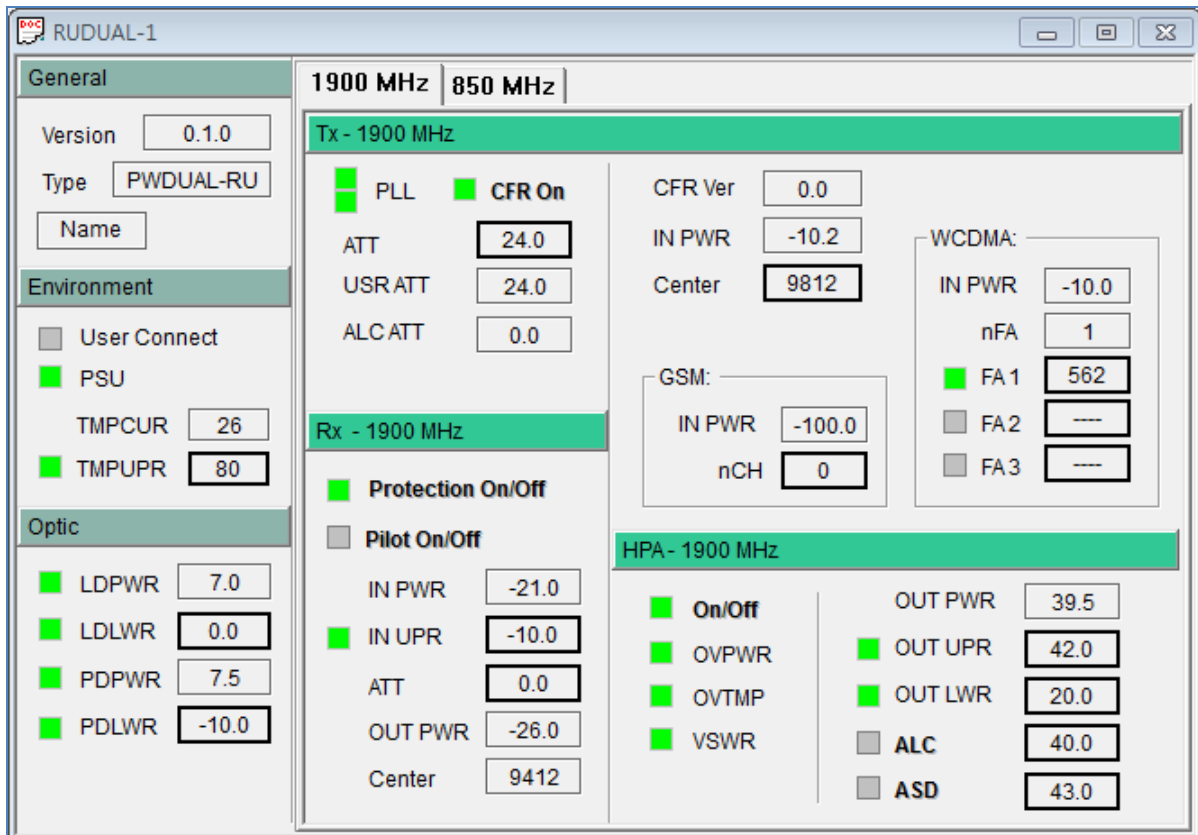 DOC
RUDUAL-1
General
Version 0.1.0
Type PWDUAL-RU
Name
Environment
User Connect
PSU
TMPCUR 26
TMPUPR 80
Optic
LDPWR 7.0
LDLWR 0.0
PDPWR 7.5
PDLWR -10.0
1900 MHz 850 MHz
Tx - 1900 MHz
PLL CFR On
ATT 24.0
USR ATT 24.0
ALC ATT 0.0
CFR Ver 0.0
IN PWR -10.2
Center 9812
GSM:
IN PWR -100.0
nCH 0
WCDMA:
IN PWR -10.0
nFA 1
FA 1 562
FA 2 ----
FA 3 ----
Rx - 1900 MHz
Protection On/Off
Pilot On/Off
IN PWR -21.0
IN UPR -10.0
ATT 0.0
OUT PWR -26.0
Center 9412
HPA - 1900 MHz
On/Off
OVPWR
OVTMP
VSWR
OUT PWR 39.5
OUT UPR 42.0
OUT LWR 20.0
ALC 40.0
ASD 43.0